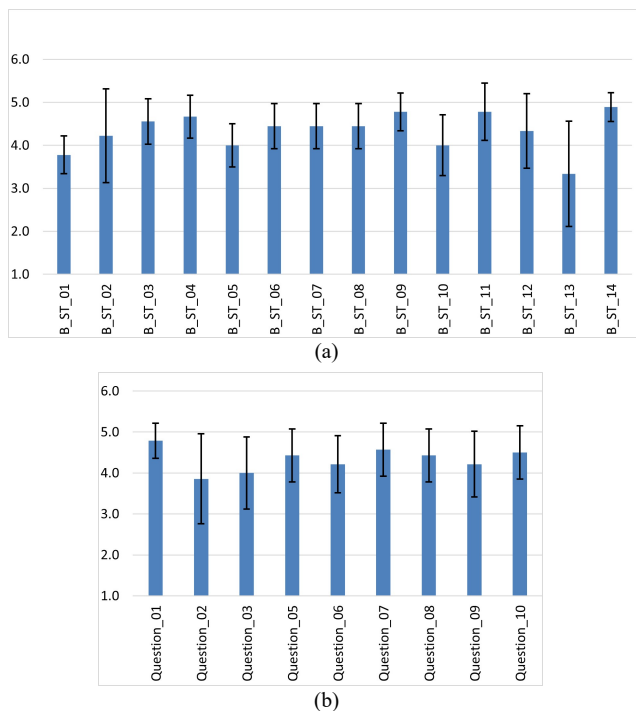 6.0
5.0
4.0
3.0
2.0
1.0
B_ST_01
B_ST_02
B_ST_03
B_ST_04
B_ST_05
B_ST_06
B_ST_07
B_ST_08
B_ST_09
B_ST_10
B_ST_11
B_ST_12
B_ST_13
B_ST_14
(a)
6.0
5.0
4.0
3.0
2.0
1.0
Question_01
Question_02
Question_03
Question_05
Question_06
Question_07
Question_08
Question_09
Question_10
(b)